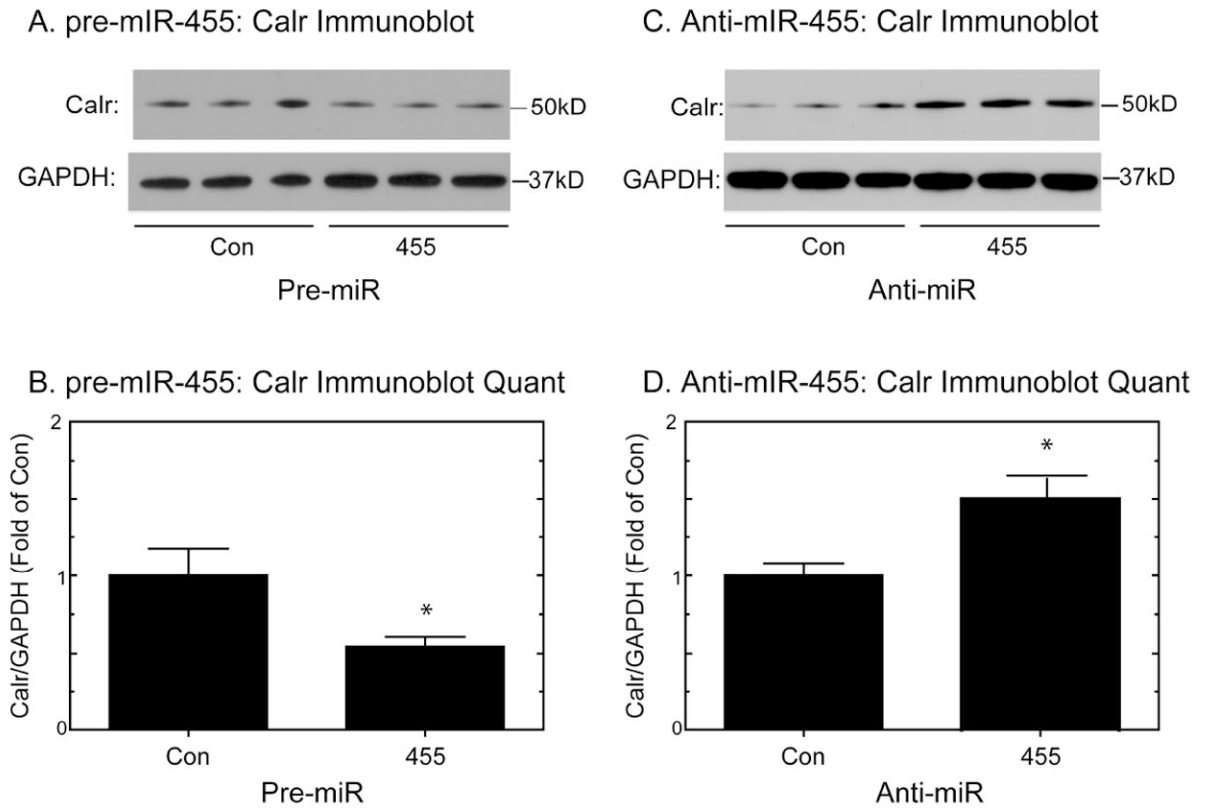 A. pre-mIR-455: Calr Immunoblot
Calr:
50kD
GAPDH:
37kD
Con 455
Pre-miR
C. Anti-mIR-455: Calr Immunoblot
Calr:
50kD
GAPDH:
37kD
Con 455
Anti-miR
B. pre-mIR-455: Calr Immunoblot Quant
Calr/GAPDH (Fold of Con)
2
1
0
*
Con 455
Pre-miR
D. Anti-mIR-455: Calr Immunoblot Quant
Calr/GAPDH (Fold of Con)
2
1
0
*
Con 455
Anti-miR